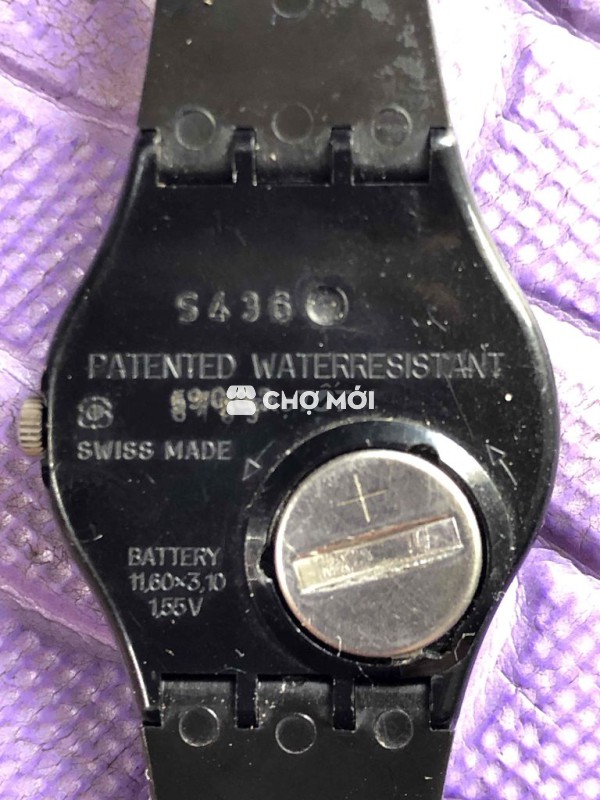 S436
PATENTED WATERRESISTANT
CHỢ MỚI
SWISS MADE
BATTERY
11,60×3,10
1,55V
+